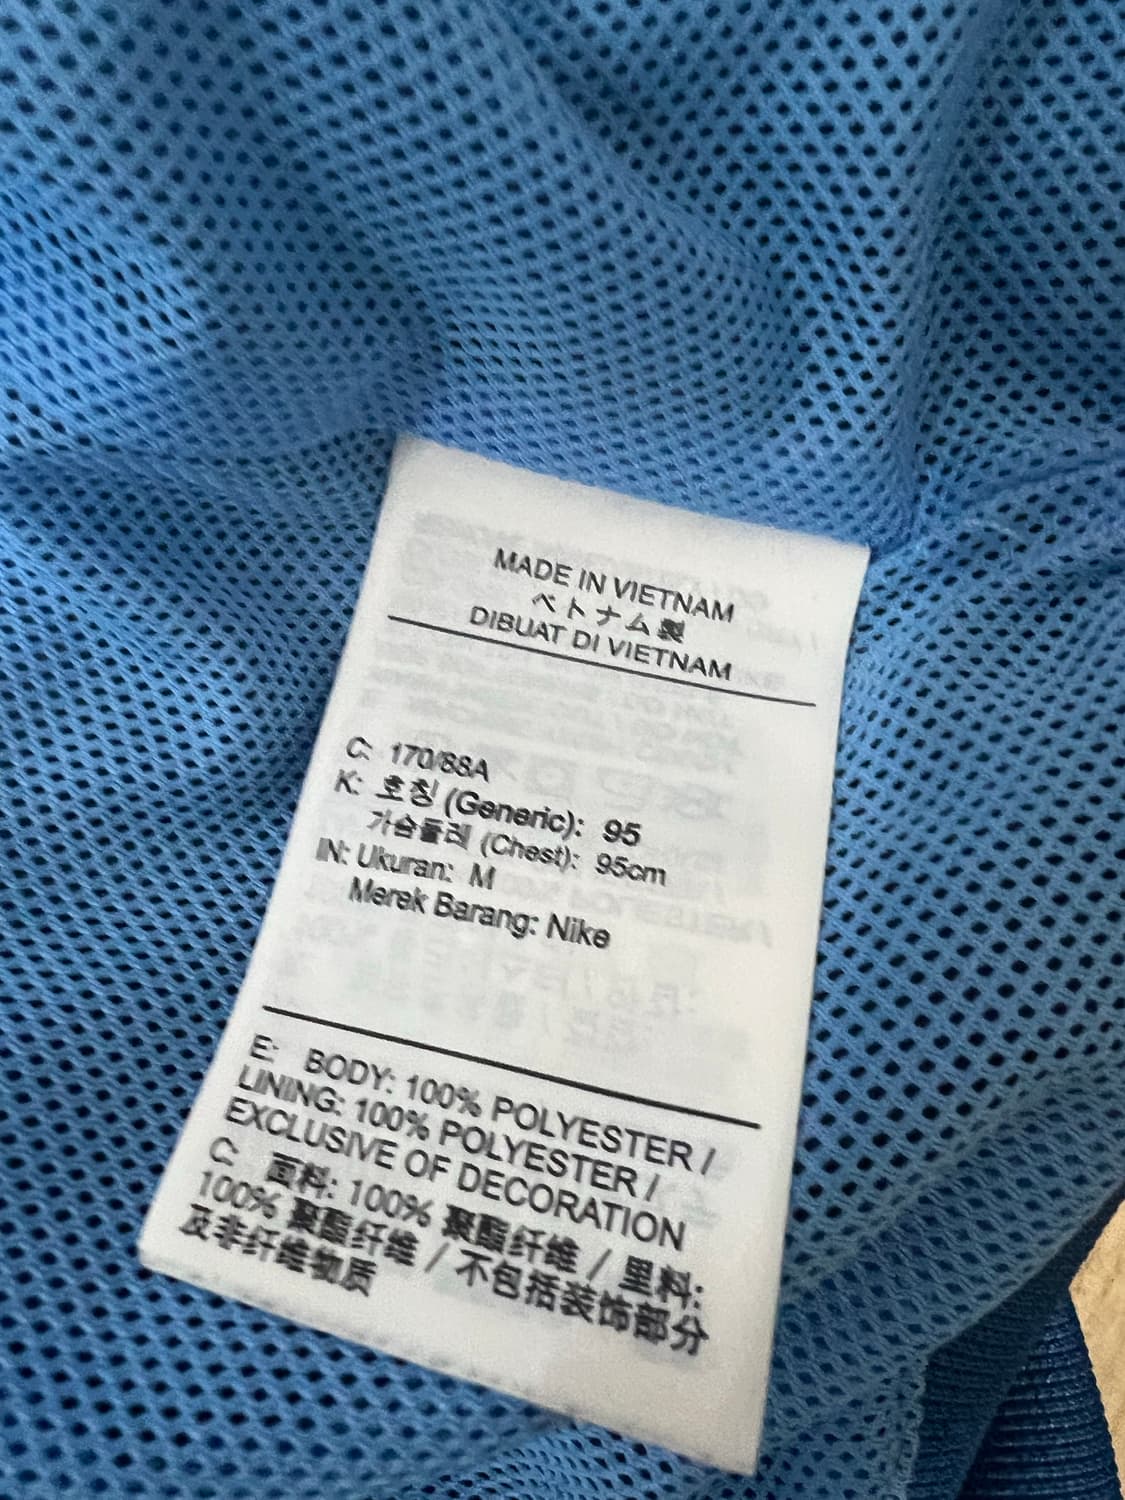 MADE IN VIETNAM
ベトナム製
DIBUAT DI VIETNAM
C: 170/88A
K: 호칭 (Generic): 95
가슴둘레 (Chest): 95cm
IN: Ukuran: M
Merek Barang: Nike
E: BODY: 100% POLYESTER /
LINING: 100% POLYESTER /
EXCLUSIVE OF DECORATION
C: 面料: 100% 聚酯纤维 / 里料:
100% 聚酯纤维 / 不包括装饰部分
及非纤维物质